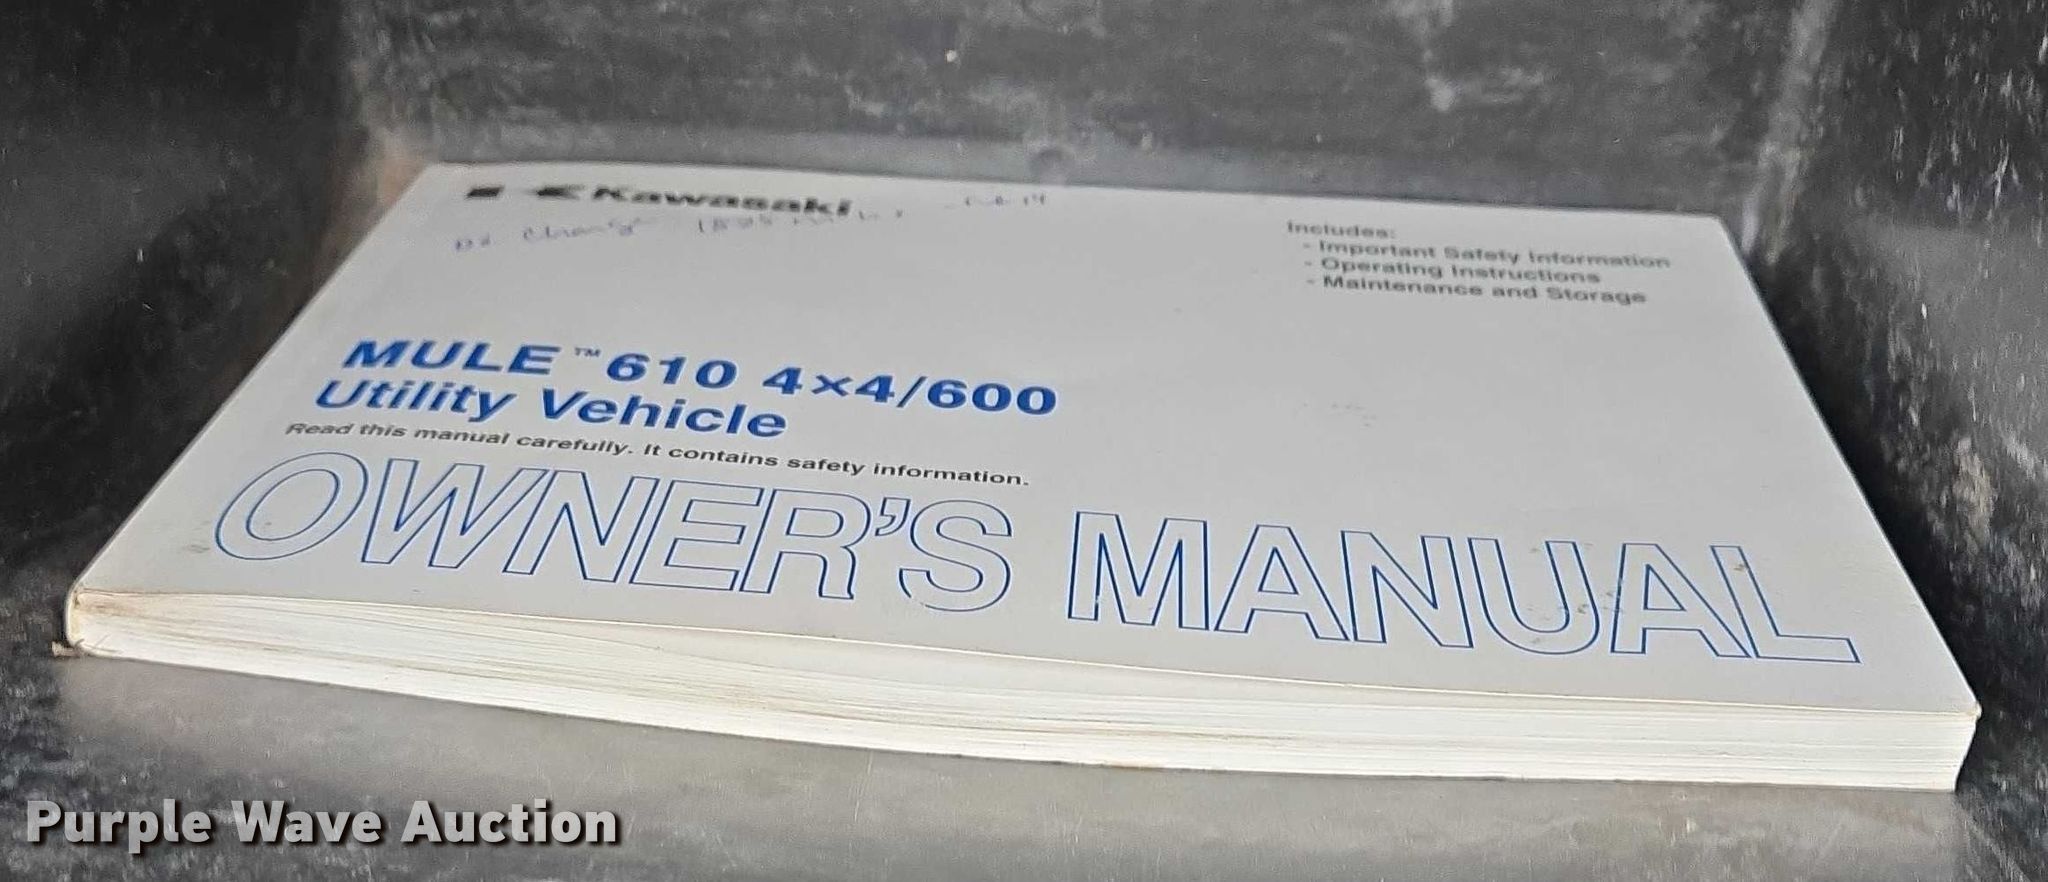 Kawasaki
Includes:
- Important Safety Information
- Operating Instructions
- Maintenance and Storage
MULE™ 610 4×4/600
Utility Vehicle
Read this manual carefully. It contains safety information.
OWNER'S MANUAL
Purple Wave Auction